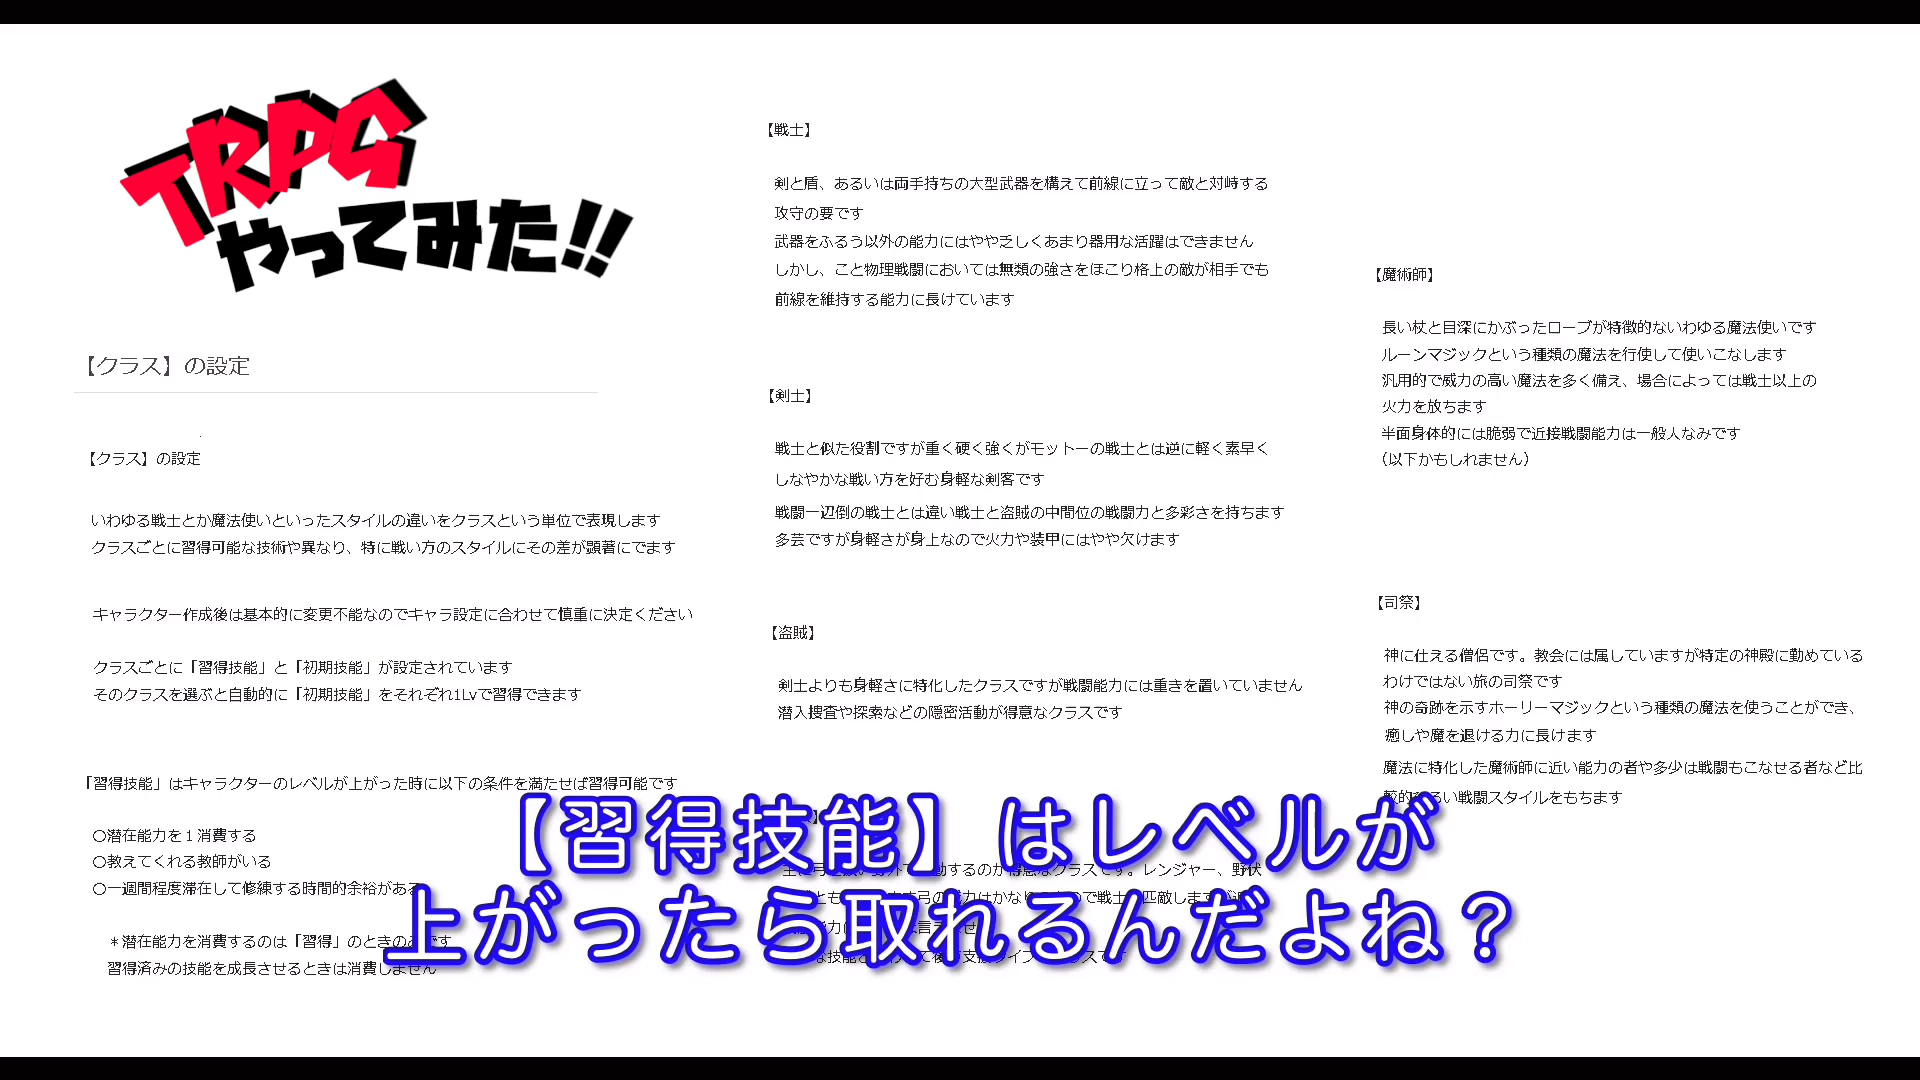 TRPG
やってみた!!
【クラス】の設定
【クラス】の設定
いわゆる戦士とか魔法使いといったスタイルの違いをクラスという単位で表現します
クラスごとに習得可能な技術や異なり、特に戦い方のスタイルにその差が顕著にでます
キャラクター作成後は基本的に変更不能なのでキャラ設定に合わせて慎重に決定ください
クラスごとに「習得技能」と「初期技能」が設定されています
そのクラスを選ぶと自動的に「初期技能」をそれぞれ1Lvで習得できます
「習得技能」はキャラクターのレベルが上がった時に以下の条件を満たせば習得可能です
〇潜在能力を１消費する
〇教えてくれる教師がいる
〇一週間程度滞在して修練する時間的余裕がある
＊潜在能力を消費するのは「習得」のときのみです
習得済みの技能を成長させるときは消費しません
【戦士】
剣と盾、あるいは両手持ちの大型武器を構えて前線に立って敵と対峙する
攻守の要です
武器をふるう以外の能力にはやや乏しくあまり器用な活躍はできません
しかし、こと物理戦闘においては無類の強さをほこり格上の敵が相手でも
前線を維持する能力に長けています
【剣士】
戦士と似た役割ですが重く硬く強くがモットーの戦士とは逆に軽く素早く
しなやかな戦い方を好む身軽な剣客です
戦闘一辺倒の戦士とは違い戦士と盗賊の中間位の戦闘力と多彩さを持ちます
多芸ですが身軽さが身上なので火力や装甲にはやや欠けます
【盗賊】
剣士よりも身軽さに特化したクラスですが戦闘能力には重きを置いていません
潜入捜査や探索などの隠密活動が得意なクラスです
動するのが得意なクラスです。レンジャー、野伏
【魔術師】
長い杖と目深にかぶったローブが特徴的ないわゆる魔法使いです
ルーンマジックという種類の魔法を行使して使いこなします
汎用的で威力の高い魔法を多く備え、場合によっては戦士以上の
火力を放ちます
半面身体的には脆弱で近接戦闘能力は一般人なみです
（以下かもしれません）
【司祭】
神に仕える僧侶です。教会には属していますが特定の神殿に勤めている
わけではない旅の司祭です
神の奇跡を示すホーリーマジックという種類の魔法を使うことができ、
癒しや魔を退ける力に長けます
魔法に特化した魔術師に近い能力の者や多少は戦闘もこなせる者など比
較的 るい戦闘スタイルをもちます
【習得技能】はレベルが
上がったら取れるんだよね？